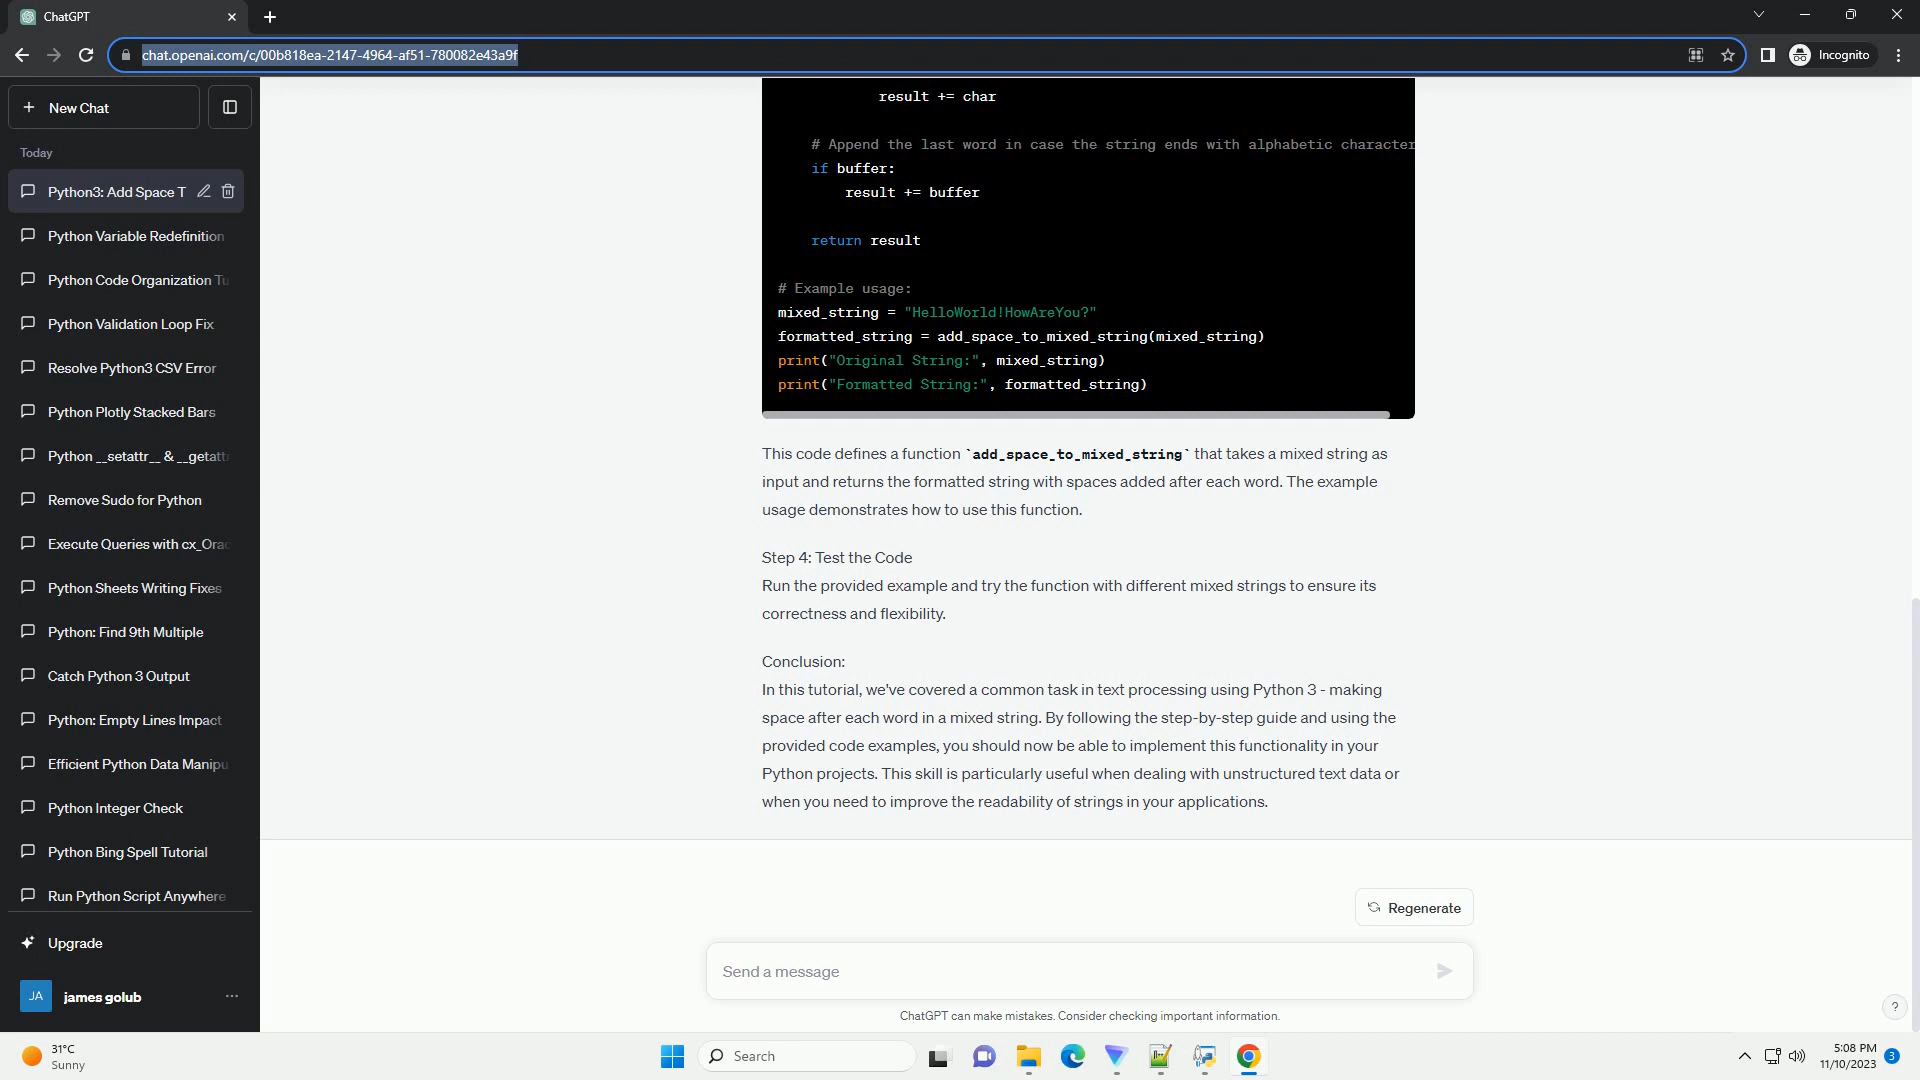 ChatGPT
chat.openai.com/c/00b818ea-2147-4964-af51-780082e43a9f
Incognito
New Chat
Today
Python3: Add Space T
Python Variable Redefinition
Python Code Organization Tu
Python Validation Loop Fix
Resolve Python3 CSV Error
Python Plotly Stacked Bars
Python __setattr__ & __getattr
Remove Sudo for Python
Execute Queries with cx_Orac
Python Sheets Writing Fixes
Python: Find 9th Multiple
Catch Python 3 Output
Python: Empty Lines Impact
Efficient Python Data Manipu
Python Integer Check
Python Bing Spell Tutorial
Run Python Script Anywhere
Upgrade
JA james golub
result += char
# Append the last word in case the string ends with alphabetic character
if buffer:
result += buffer
return result
# Example usage:
mixed_string = "HelloWorld!HowAreYou?"
formatted_string = add_space_to_mixed_string(mixed_string)
print("Original String:", mixed_string)
print("Formatted String:", formatted_string)
This code defines a function `add_space_to_mixed_string` that takes a mixed string as
input and returns the formatted string with spaces added after each word. The example
usage demonstrates how to use this function.
Step 4: Test the Code
Run the provided example and try the function with different mixed strings to ensure its
correctness and flexibility.
Conclusion:
In this tutorial, we've covered a common task in text processing using Python 3 - making
space after each word in a mixed string. By following the step-by-step guide and using the
provided code examples, you should now be able to implement this functionality in your
Python projects. This skill is particularly useful when dealing with unstructured text data or
when you need to improve the readability of strings in your applications.
Regenerate
Send a message
ChatGPT can make mistakes. Consider checking important information.
?
31°C
Sunny
Search
5:08 PM
11/10/2023
3